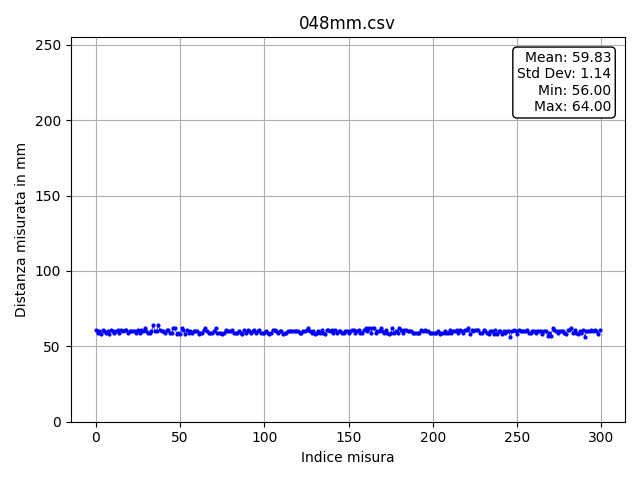 048mm.csv
Mean: 59.83
Std Dev: 1.14
Min: 56.00
Max: 64.00
250
200
150
100
50
0
Distanza misurata in mm
0 50 100 150 200 250 300
Indice misura